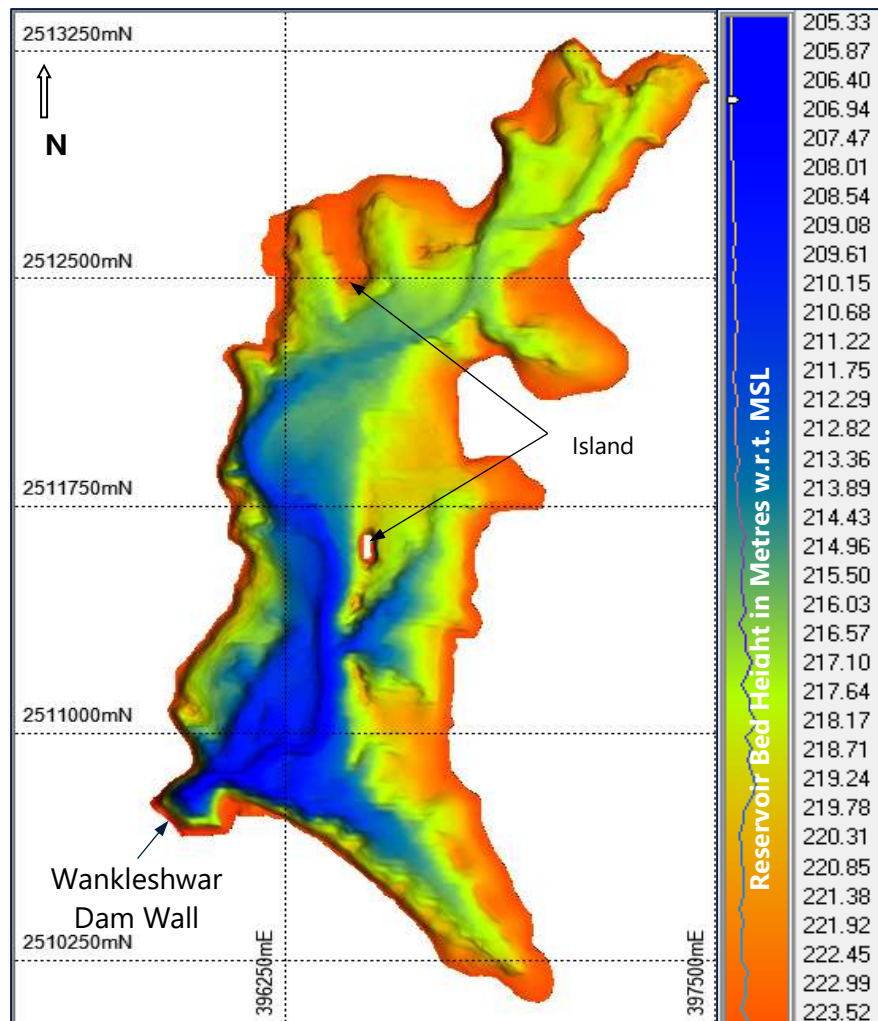 2513250mN
N
2512500mN
Island
2511750mN
2511000mN
Wankleshwar
Dam Wall
2510250mN
396250mE
397500mE
Reservoir Bed Height in Metres w.r.t. MSL
205.33
205.87
206.40
206.94
207.47
208.01
208.54
209.08
209.61
210.15
210.68
211.22
211.75
212.29
212.82
213.36
213.89
214.43
214.96
215.50
216.03
216.57
217.10
217.64
218.17
218.71
219.24
219.78
220.31
220.85
221.38
221.92
222.45
222.99
223.52